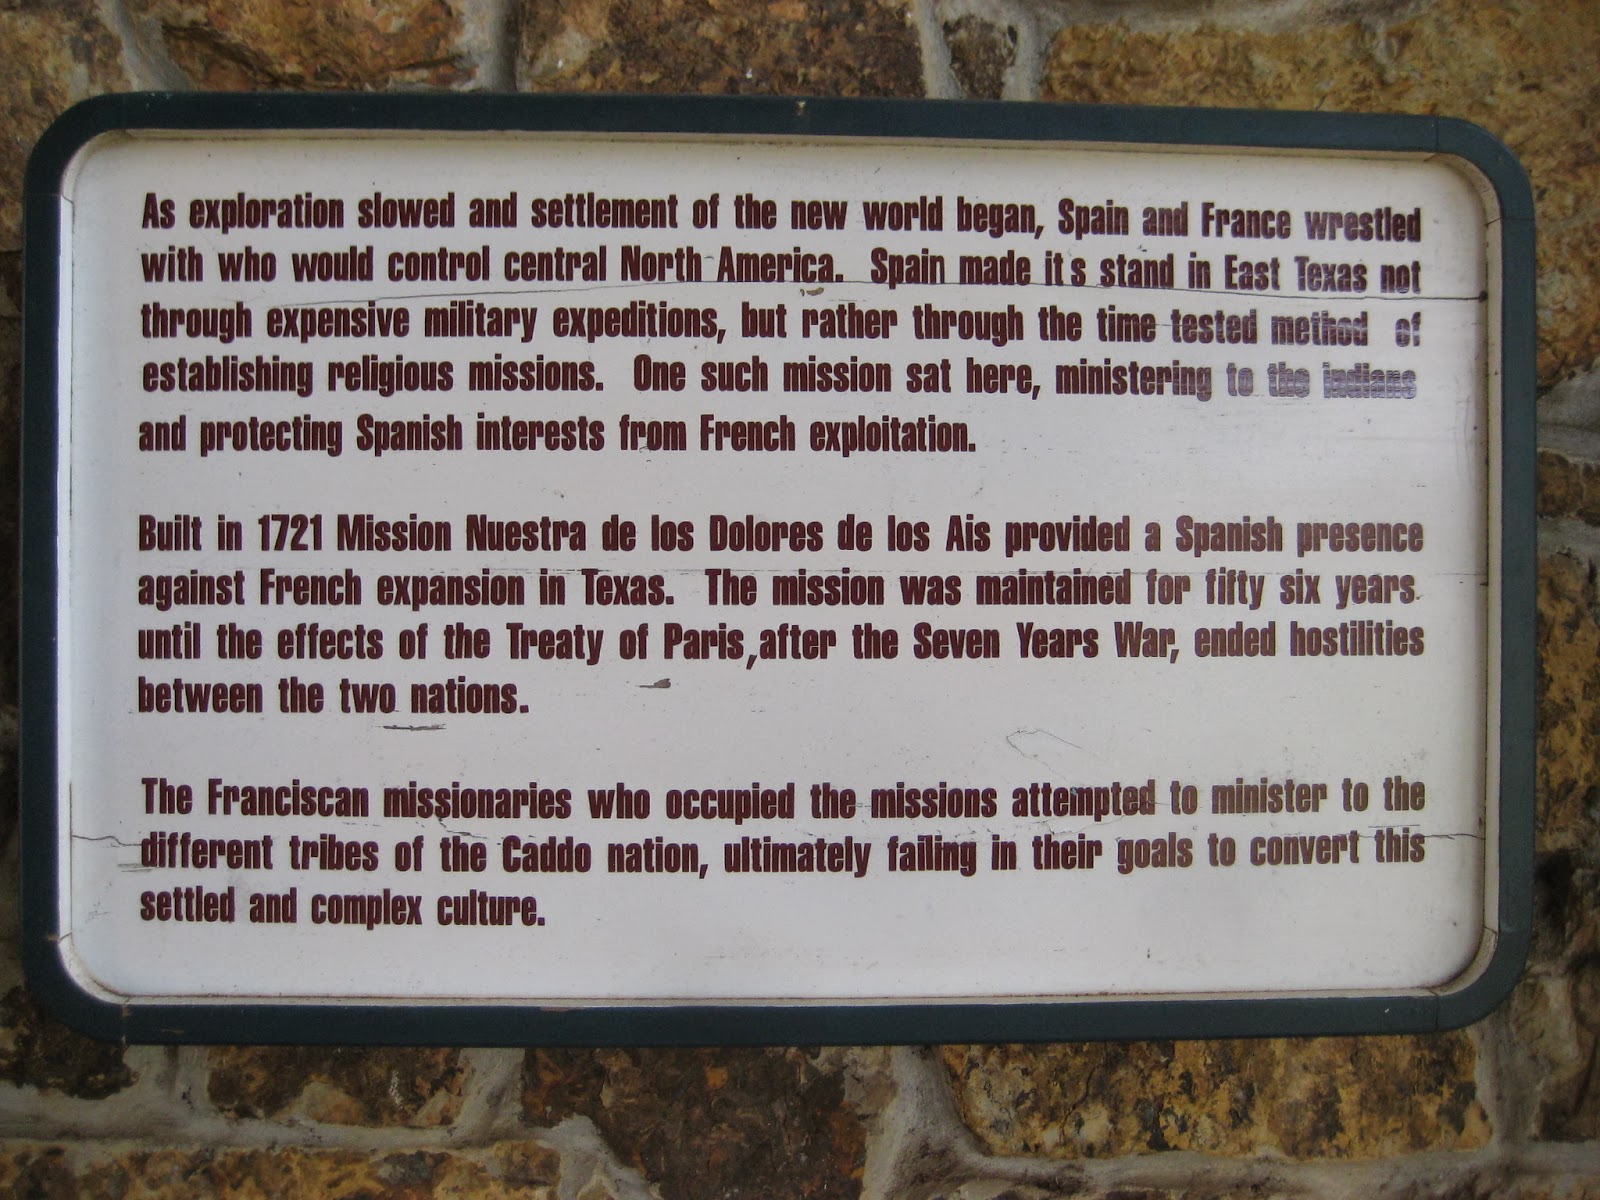 As exploration slowed and settlement of the new world began, Spain and France wrestled
with who would control central North America. Spain made it s stand in East Texas not
through expensive military expeditions, but rather through the time tested method of
establishing religious missions. One such mission sat here, ministering to the indians
and protecting Spanish interests from French exploitation.
Built in 1721 Mission Nuestra de los Dolores de los Ais provided a Spanish presence
against French expansion in Texas. The mission was maintained for fifty six years
until the effects of the Treaty of Paris,after the Seven Years War, ended hostilities
between the two nations.
The Franciscan missionaries who occupied the missions attempted to minister to the
different tribes of the Caddo nation, ultimately failing in their goals to convert this
settled and complex culture.